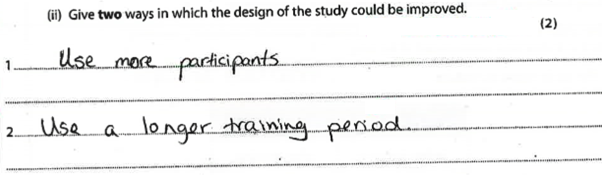 (ii) Give two ways in which the design of the study could be improved.
(2)
1 Use more participants
2 Use a longer training period.